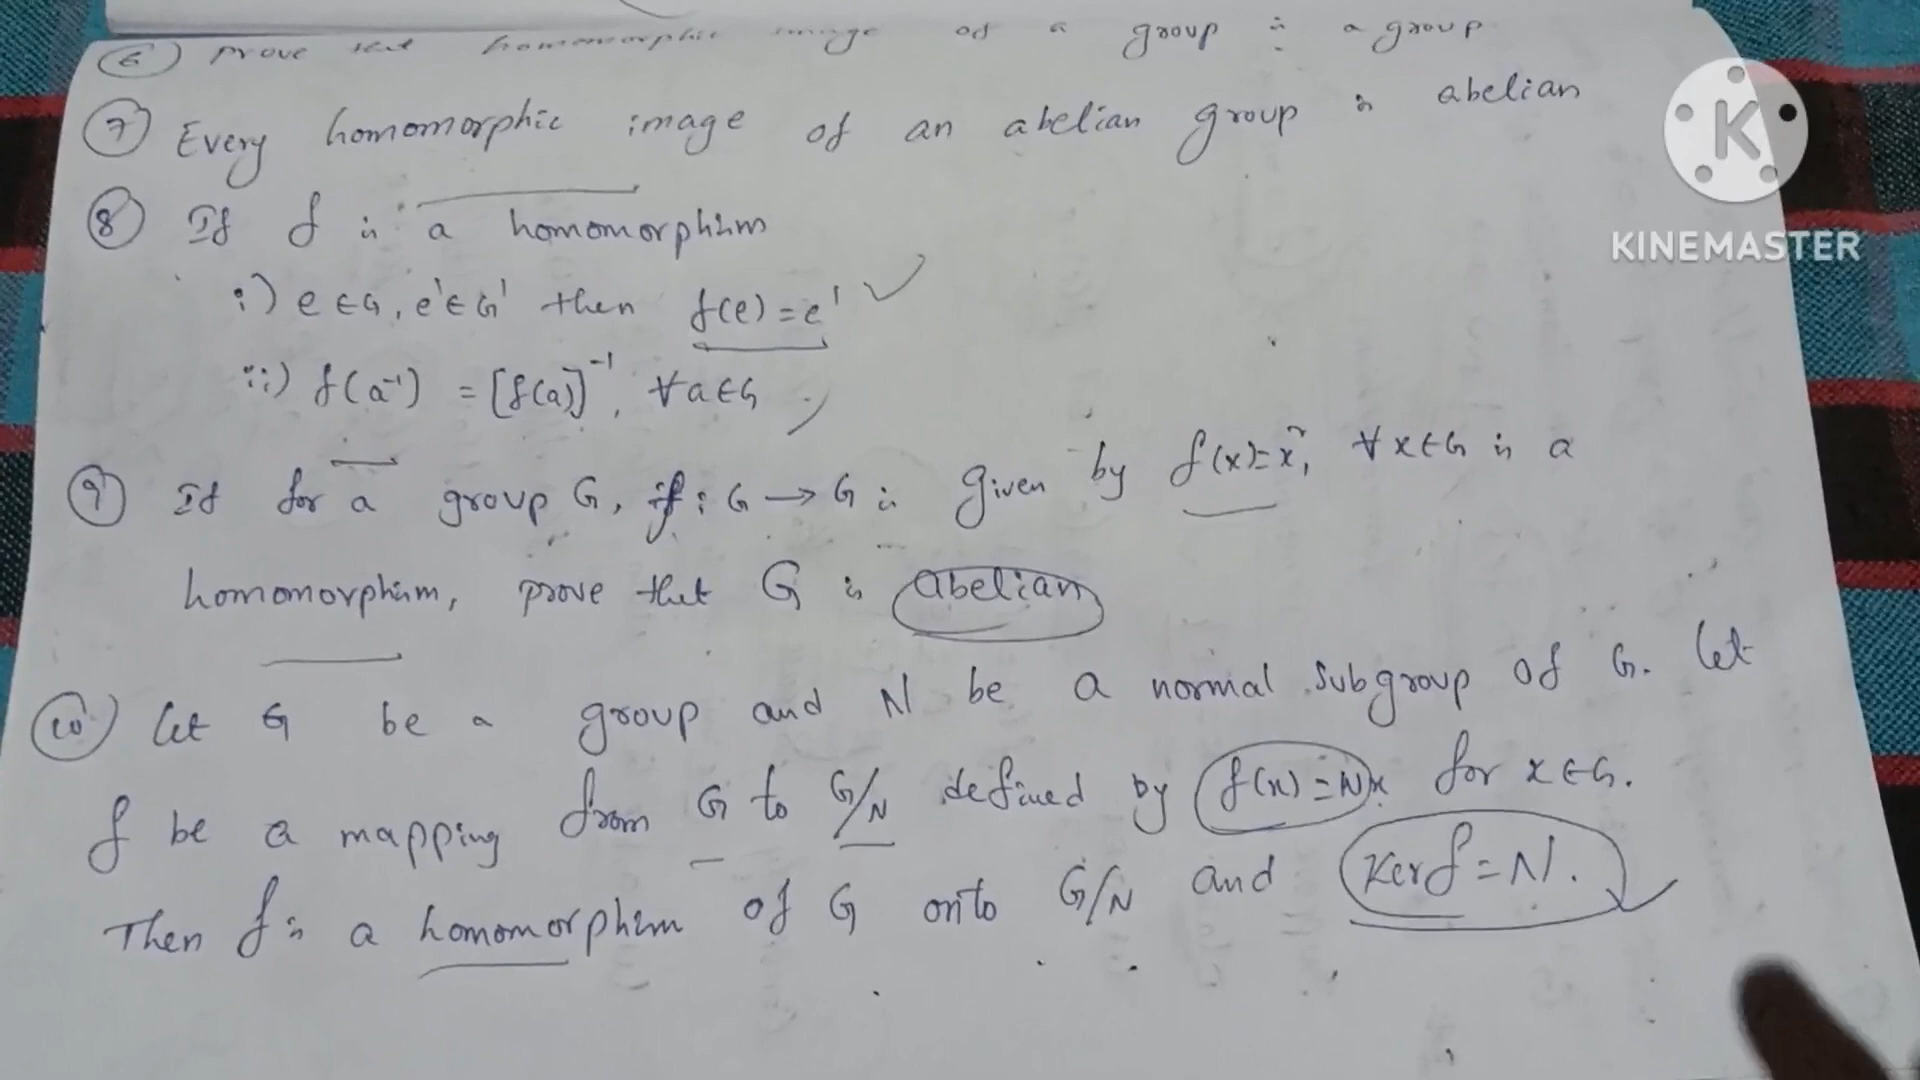 ⑥ prove that homomorphic image of a group is a group
⑦ Every homomorphic image of an abelian group is abelian
⑧ If f is a homomorphism
i) e ∈ G, e' ∈ G' then f(e) = e'
ii) f(a⁻¹) = [f(a)]⁻¹, ∀ a ∈ G
⑨ If for a group G, f : G → G is given by f(x) = x², ∀ x ∈ G is a
homomorphism, prove that G is abelian
⑩ Let G be a group and N be a normal subgroup of G. Let
f be a mapping from G to G/N defined by f(x) = Nx for x ∈ G.
Then f is a homomorphism of G onto G/N and Kerf = N.
K
KINEMASTER